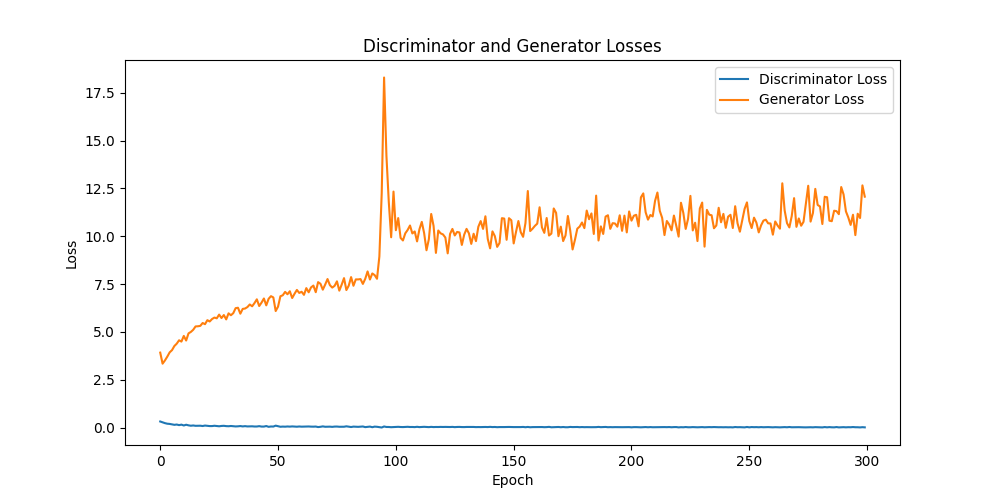 Discriminator and Generator Losses
Discriminator Loss
Generator Loss
17.5
15.0
12.5
10.0
7.5
5.0
2.5
0.0
Loss
0 50 100 150 200 250 300
Epoch